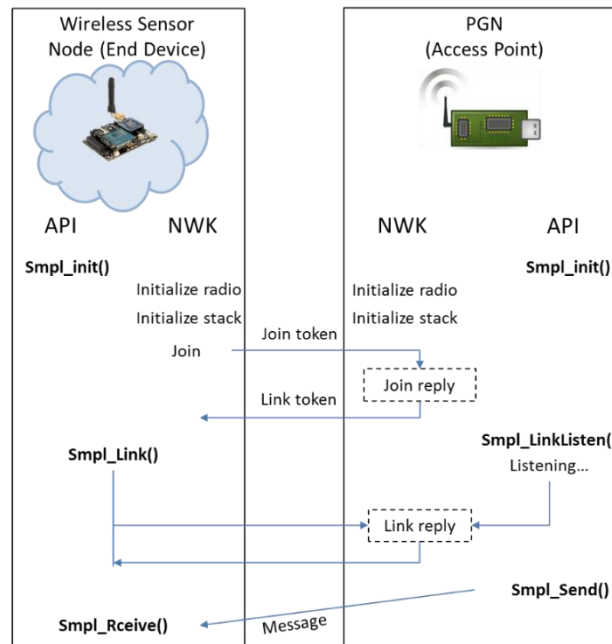 Wireless Sensor
Node (End Device)
PGN
(Access Point)
API
NWK
NWK
API
Smpl_init()
Smpl_init()
Initialize radio
Initialize radio
Initialize stack
Initialize stack
Join token
Join
Join reply
Link token
Smpl_Link()
Smpl_LinkListen(
Listening...
Link reply
Smpl_Send()
Smpl_Rceive()
Message